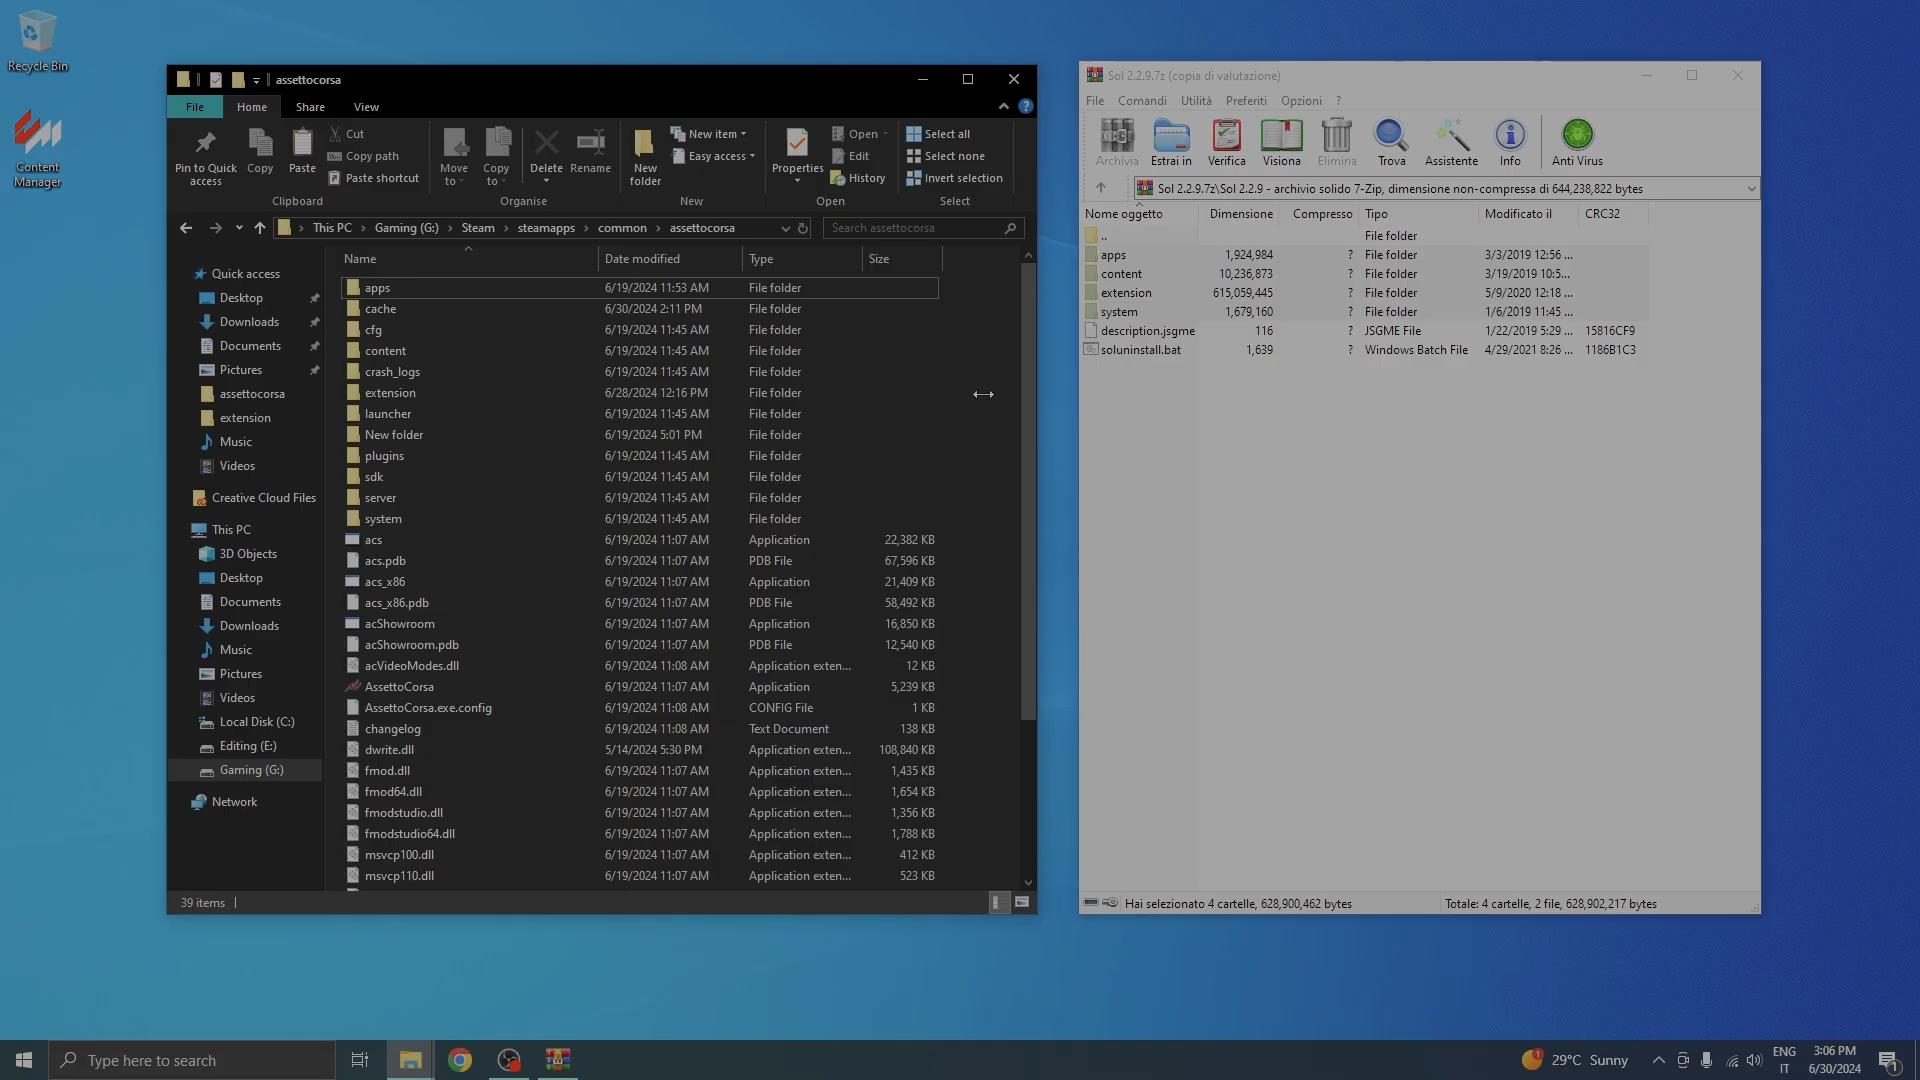 Recycle Bin
Content
Manager
assettocorsa
File
Home
Share
View
Pin to Quick
access
Copy
Paste
Cut
Copy path
Paste shortcut
Clipboard
Move
to
Copy
to
Delete
Rename
Organise
New
folder
New item
Easy access
New
Properties
Open
Edit
History
Open
Select all
Select none
Invert selection
Select
This PC
Gaming (G:)
Steam
steamapps
common
assettocorsa
Search assettocorsa
Quick access
Desktop
Downloads
Documents
Pictures
assettocorsa
extension
Music
Videos
Creative Cloud Files
This PC
3D Objects
Desktop
Documents
Downloads
Music
Pictures
Videos
Local Disk (C:)
Editing (E:)
Gaming (G:)
Network
Name Date modified Type Size
apps 6/19/2024 11:53 AM File folder
cache 6/30/2024 2:11 PM File folder
cfg 6/19/2024 11:45 AM File folder
content 6/19/2024 11:45 AM File folder
crash_logs 6/19/2024 11:45 AM File folder
extension 6/28/2024 12:16 PM File folder
launcher 6/19/2024 11:45 AM File folder
New folder 6/19/2024 5:01 PM File folder
plugins 6/19/2024 11:45 AM File folder
sdk 6/19/2024 11:45 AM File folder
server 6/19/2024 11:45 AM File folder
system 6/19/2024 11:45 AM File folder
acs 6/19/2024 11:07 AM Application 22,382 KB
acs.pdb 6/19/2024 11:07 AM PDB File 67,596 KB
acs_x86 6/19/2024 11:07 AM Application 21,409 KB
acs_x86.pdb 6/19/2024 11:07 AM PDB File 58,492 KB
acShowroom 6/19/2024 11:07 AM Application 16,850 KB
acShowroom.pdb 6/19/2024 11:07 AM PDB File 12,540 KB
acVideoModes.dll 6/19/2024 11:08 AM Application exten... 12 KB
AssettoCorsa 6/19/2024 11:07 AM Application 5,239 KB
AssettoCorsa.exe.config 6/19/2024 11:08 AM CONFIG File 1 KB
changelog 6/19/2024 11:08 AM Text Document 138 KB
dwrite.dll 5/14/2024 5:30 PM Application exten... 108,840 KB
fmod.dll 6/19/2024 11:07 AM Application exten... 1,435 KB
fmod64.dll 6/19/2024 11:07 AM Application exten... 1,654 KB
fmodstudio.dll 6/19/2024 11:07 AM Application exten... 1,356 KB
fmodstudio64.dll 6/19/2024 11:07 AM Application exten... 1,788 KB
msvcp100.dll 6/19/2024 11:07 AM Application exten... 412 KB
msvcp110.dll 6/19/2024 11:07 AM Application exten... 523 KB
39 items
Sol 2.2.9.7z (copia di valutazione)
File Comandi Utilità Preferiti Opzioni ?
Archivia
Estrai in
Verifica
Visiona
Elimina
Trova
Assistente
Info
Anti Virus
Sol 2.2.9.7z\Sol 2.2.9 - archivio solido 7-Zip, dimensione non-compressa di 644,238,822 bytes
Nome oggetto Dimensione Compresso Tipo Modificato il CRC32
.. File folder
apps 1,924,984 ? File folder 3/3/2019 12:56 ...
content 10,236,873 ? File folder 3/19/2019 10:5...
extension 615,059,445 ? File folder 5/9/2020 12:18 ...
system 1,679,160 ? File folder 1/6/2019 11:45 ...
description.jsgme 116 ? JSGME File 1/22/2019 5:29 ... 15816CF9
soluninstall.bat 1,639 ? Windows Batch File 4/29/2021 8:26 ... 1186B1C3
Hai selezionato 4 cartelle, 628,900,462 bytes
Totale: 4 cartelle, 2 file, 628,902,217 bytes
Type here to search
29°C Sunny
ENG
IT
3:06 PM
6/30/2024
1